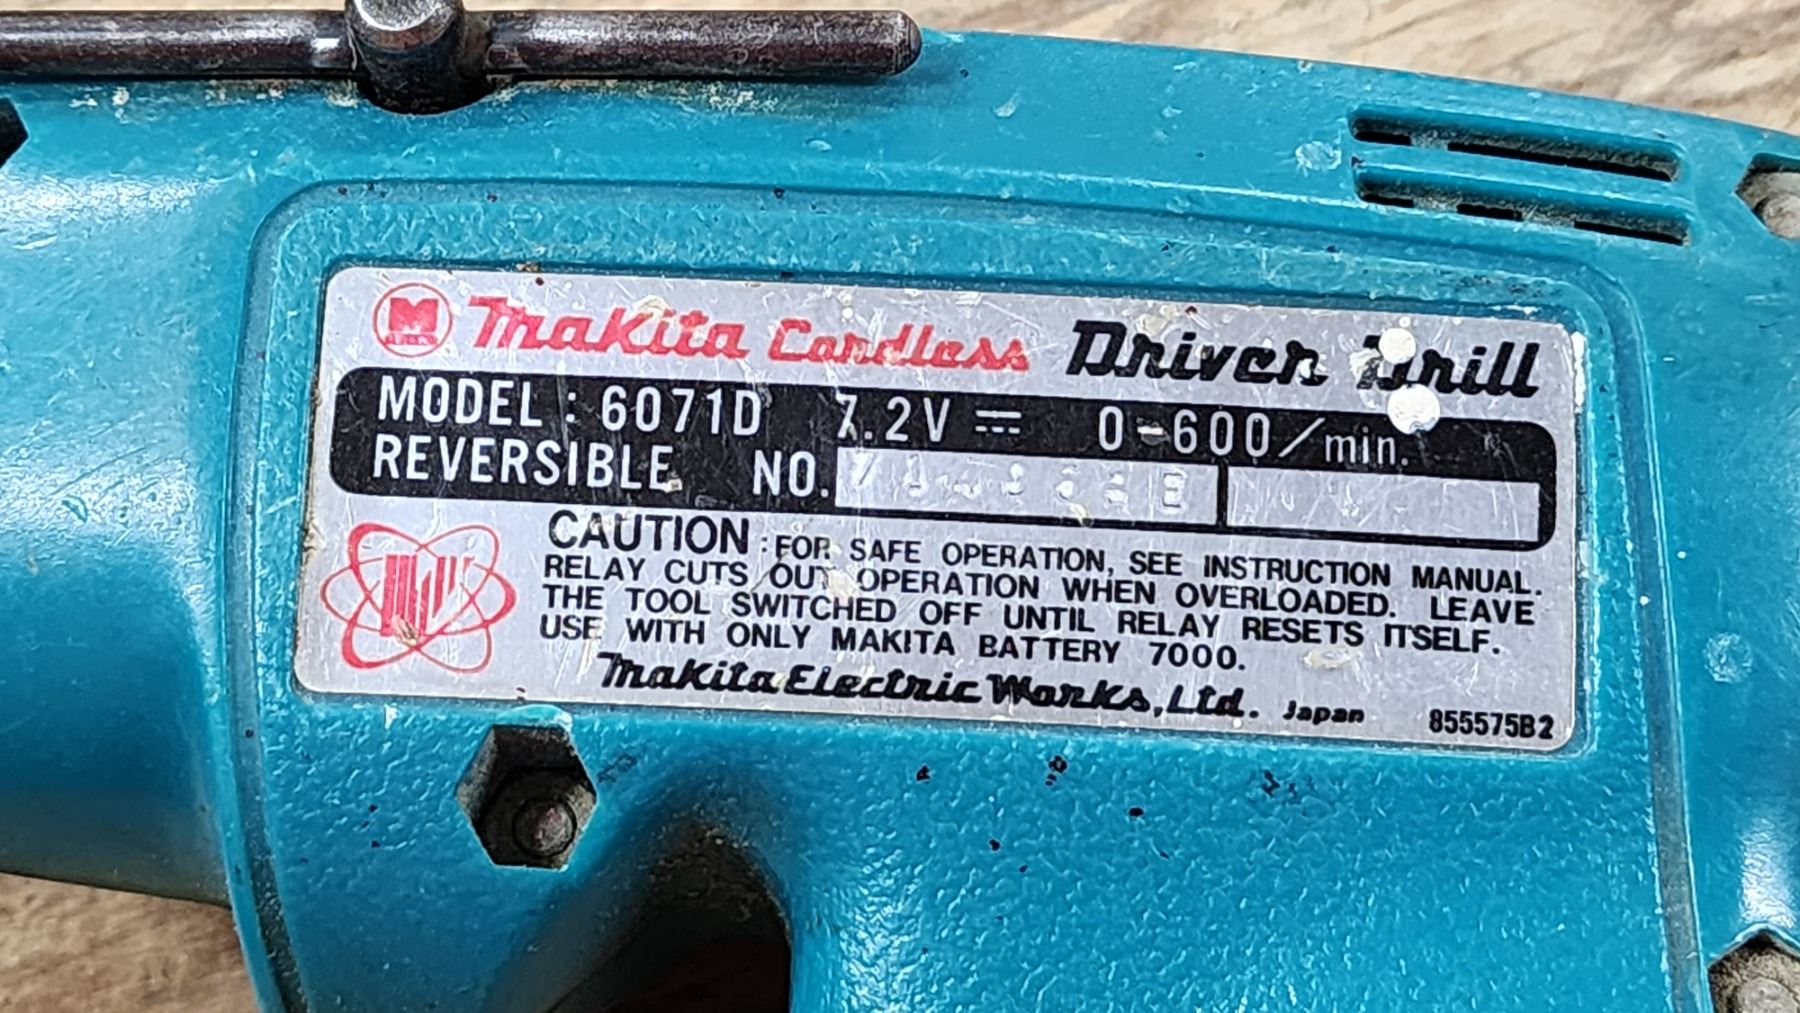 M Makita Cordless Driver Drill
MODEL : 6071D 7.2V ⎓ 0-600/min.
REVERSIBLE NO.
CAUTION : FOR SAFE OPERATION, SEE INSTRUCTION MANUAL.
RELAY CUTS OUT OPERATION WHEN OVERLOADED. LEAVE
THE TOOL SWITCHED OFF UNTIL RELAY RESETS ITSELF.
USE WITH ONLY MAKITA BATTERY 7000.
Makita Electric Works, Ltd. Japan 855575B2